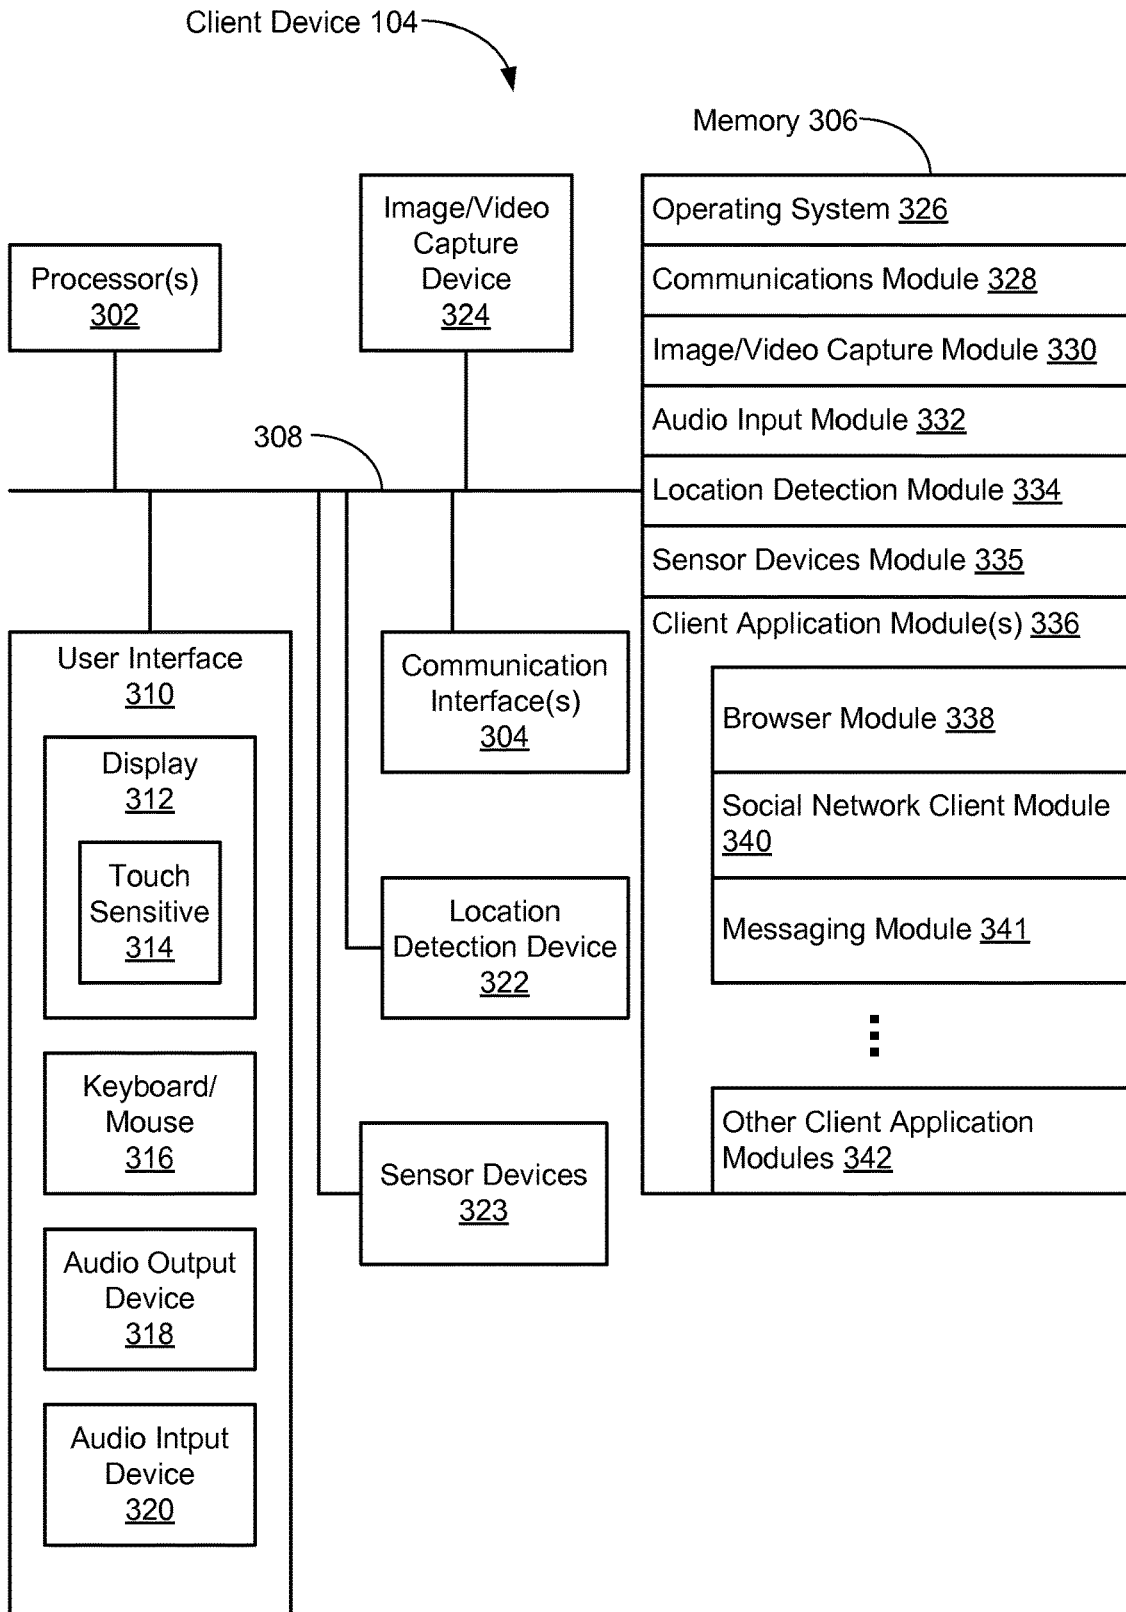 Client Device 104
Memory 306
Processor(s)
302
Image/Video
Capture
Device
324
308
User Interface
310
Display
312
Touch
Sensitive
314
Keyboard/
Mouse
316
Audio Output
Device
318
Audio Intput
Device
320
Communication
Interface(s)
304
Location
Detection Device
322
Sensor Devices
323
Operating System 326
Communications Module 328
Image/Video Capture Module 330
Audio Input Module 332
Location Detection Module 334
Sensor Devices Module 335
Client Application Module(s) 336
Browser Module 338
Social Network Client Module
340
Messaging Module 341
Other Client Application
Modules 342